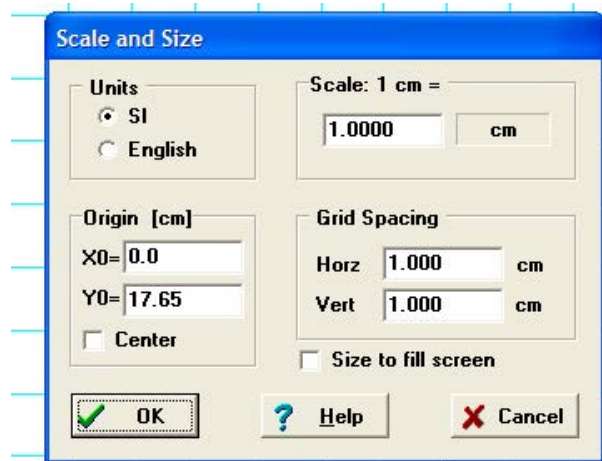 Scale and Size
Units
SI
English
Scale: 1 cm =
1.0000 cm
Origin [cm]
X0= 0.0
Y0= 17.65
Center
Grid Spacing
Horz 1.000 cm
Vert 1.000 cm
Size to fill screen
OK Help Cancel